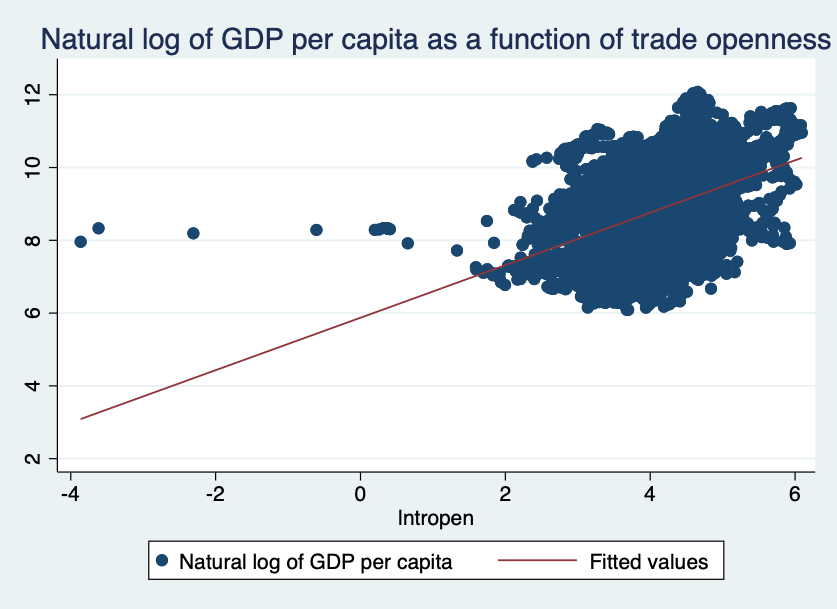 Natural log of GDP per capita as a function of trade openness
12
10
8
6
4
2
-4 -2 0 2 4 6
lntropen
Natural log of GDP per capita Fitted values